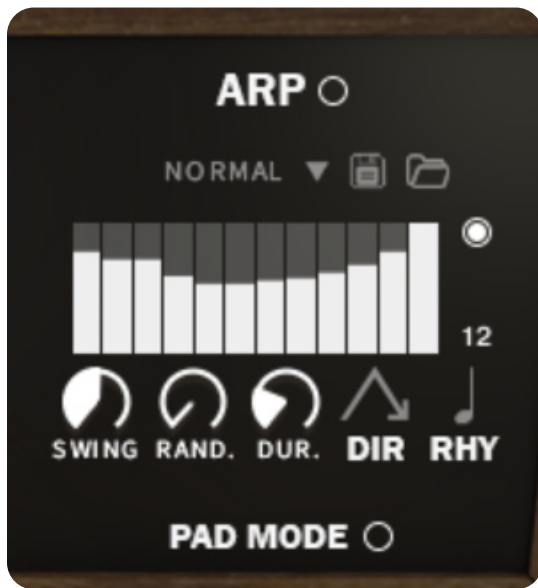 ARP
NORMAL
12
SWING RAND. DUR. DIR RHY
PAD MODE